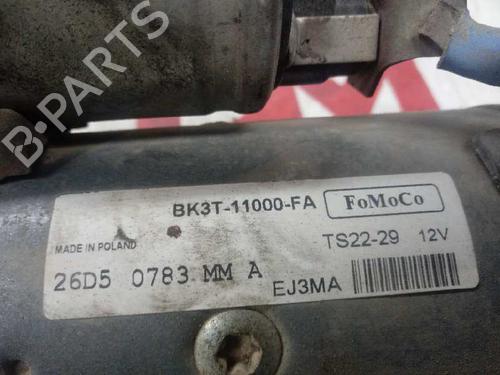 B-PARTS
BK3T-11000-FA FoMoCo
MADE IN POLAND
TS22-29 12V
26D5 0783 MM A
EJ3MA